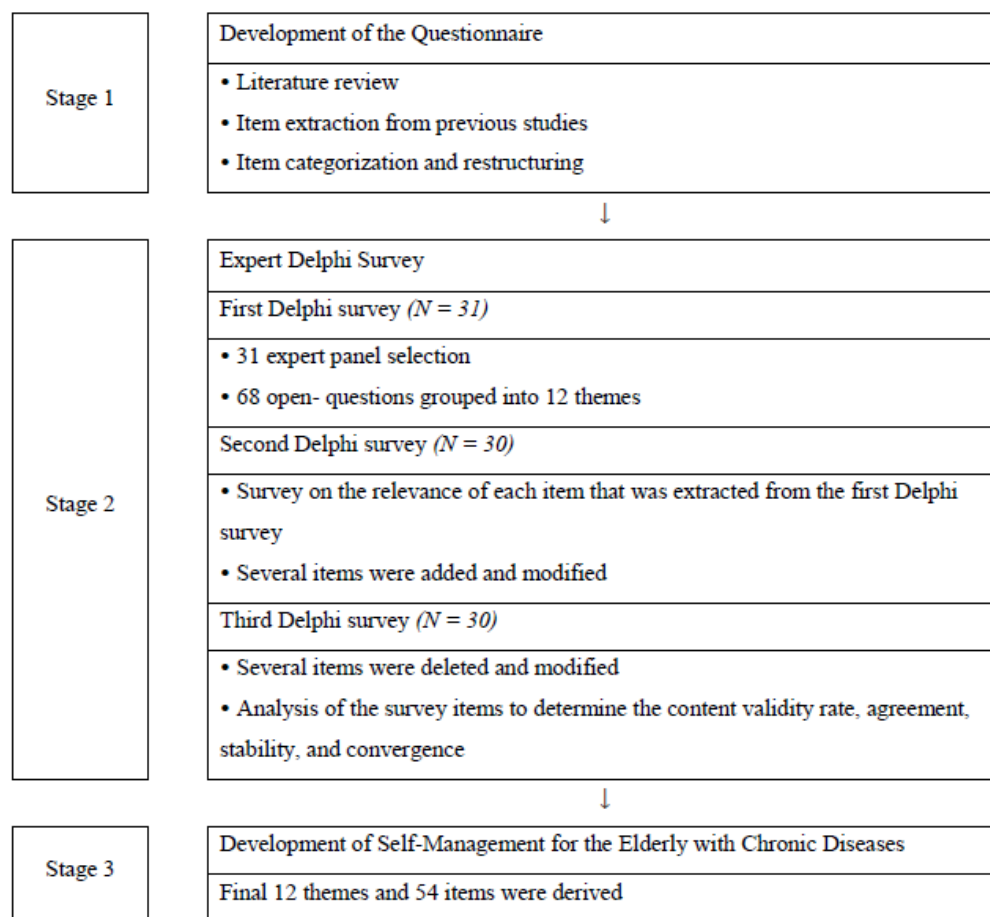 Stage 1
Development of the Questionnaire
• Literature review
• Item extraction from previous studies
• Item categorization and restructuring
↓
Stage 2
Expert Delphi Survey
First Delphi survey (N = 31)
• 31 expert panel selection
• 68 open- questions grouped into 12 themes
Second Delphi survey (N = 30)
• Survey on the relevance of each item that was extracted from the first Delphi
survey
• Several items were added and modified
Third Delphi survey (N = 30)
• Several items were deleted and modified
• Analysis of the survey items to determine the content validity rate, agreement,
stability, and convergence
↓
Stage 3
Development of Self-Management for the Elderly with Chronic Diseases
Final 12 themes and 54 items were derived